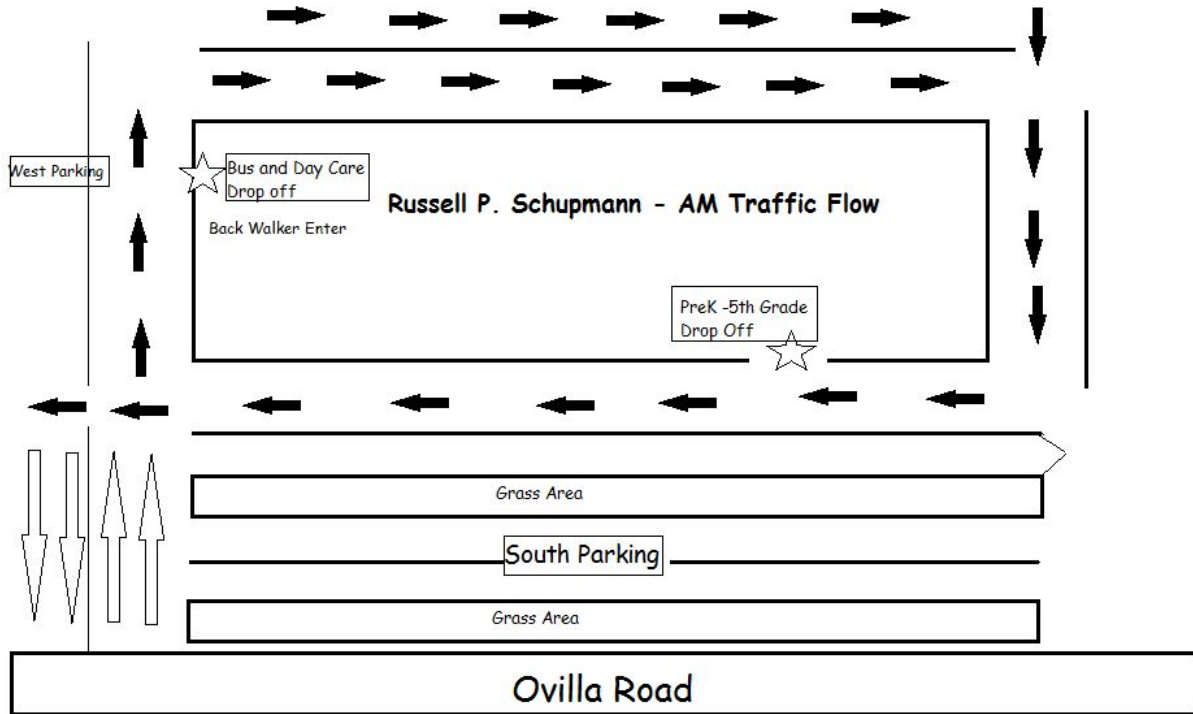 West Parking
Bus and Day Care
Drop off
Russell P. Schupmann - AM Traffic Flow
Back Walker Enter
PreK -5th Grade
Drop Off
Grass Area
South Parking
Grass Area
Ovilla Road